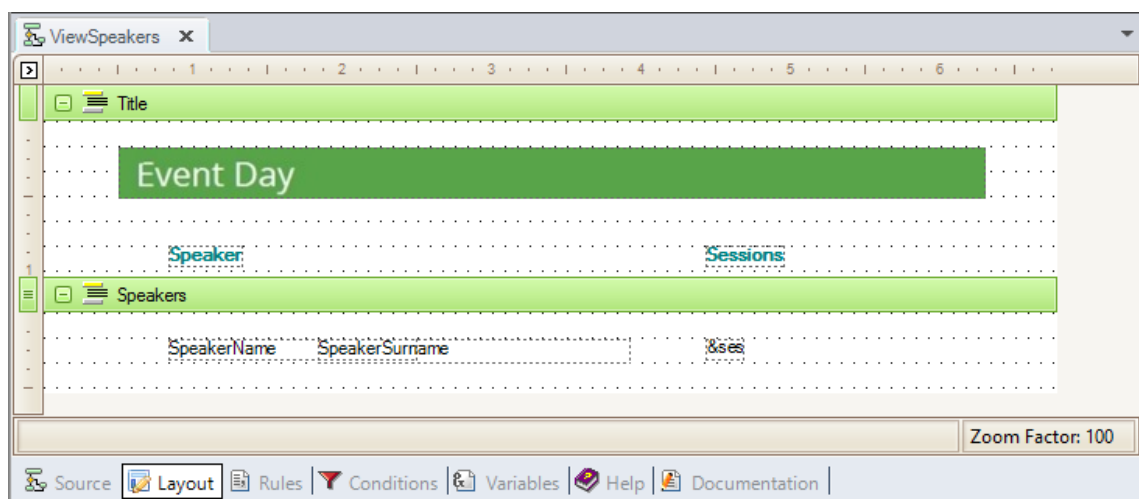 ViewSpeakers
1 2 3 4 5 6
Title
Event Day
Speaker Sessions
1
Speakers
SpeakerName SpeakerSurname &ses
Zoom Factor: 100
Source Layout Rules Conditions Variables Help Documentation